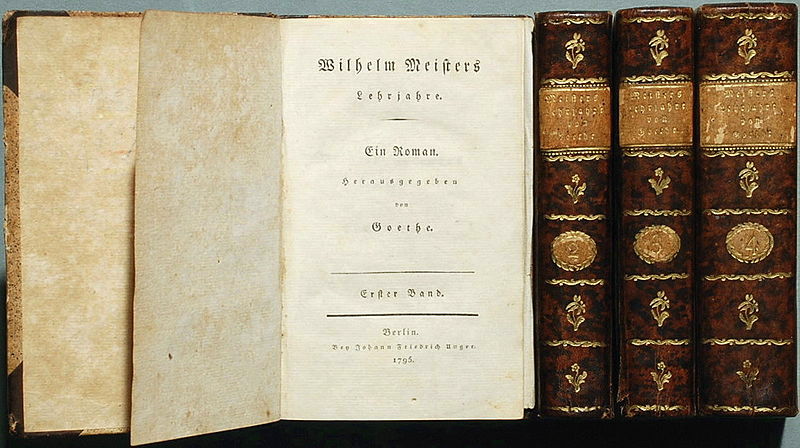 Wilhelm Meiſters
Lehrjahre.
Ein Roman.
Herausgegeben
von
Goethe.
Erſter Band.
Berlin.
Bey Johann Friedrich Unger.
1795.
Meisters
Lehrjahre
Goethe
2
Meisters
Lehrjahre
von
Goethe.
3
Meisters
Lehrjahre
von
Goethe
4